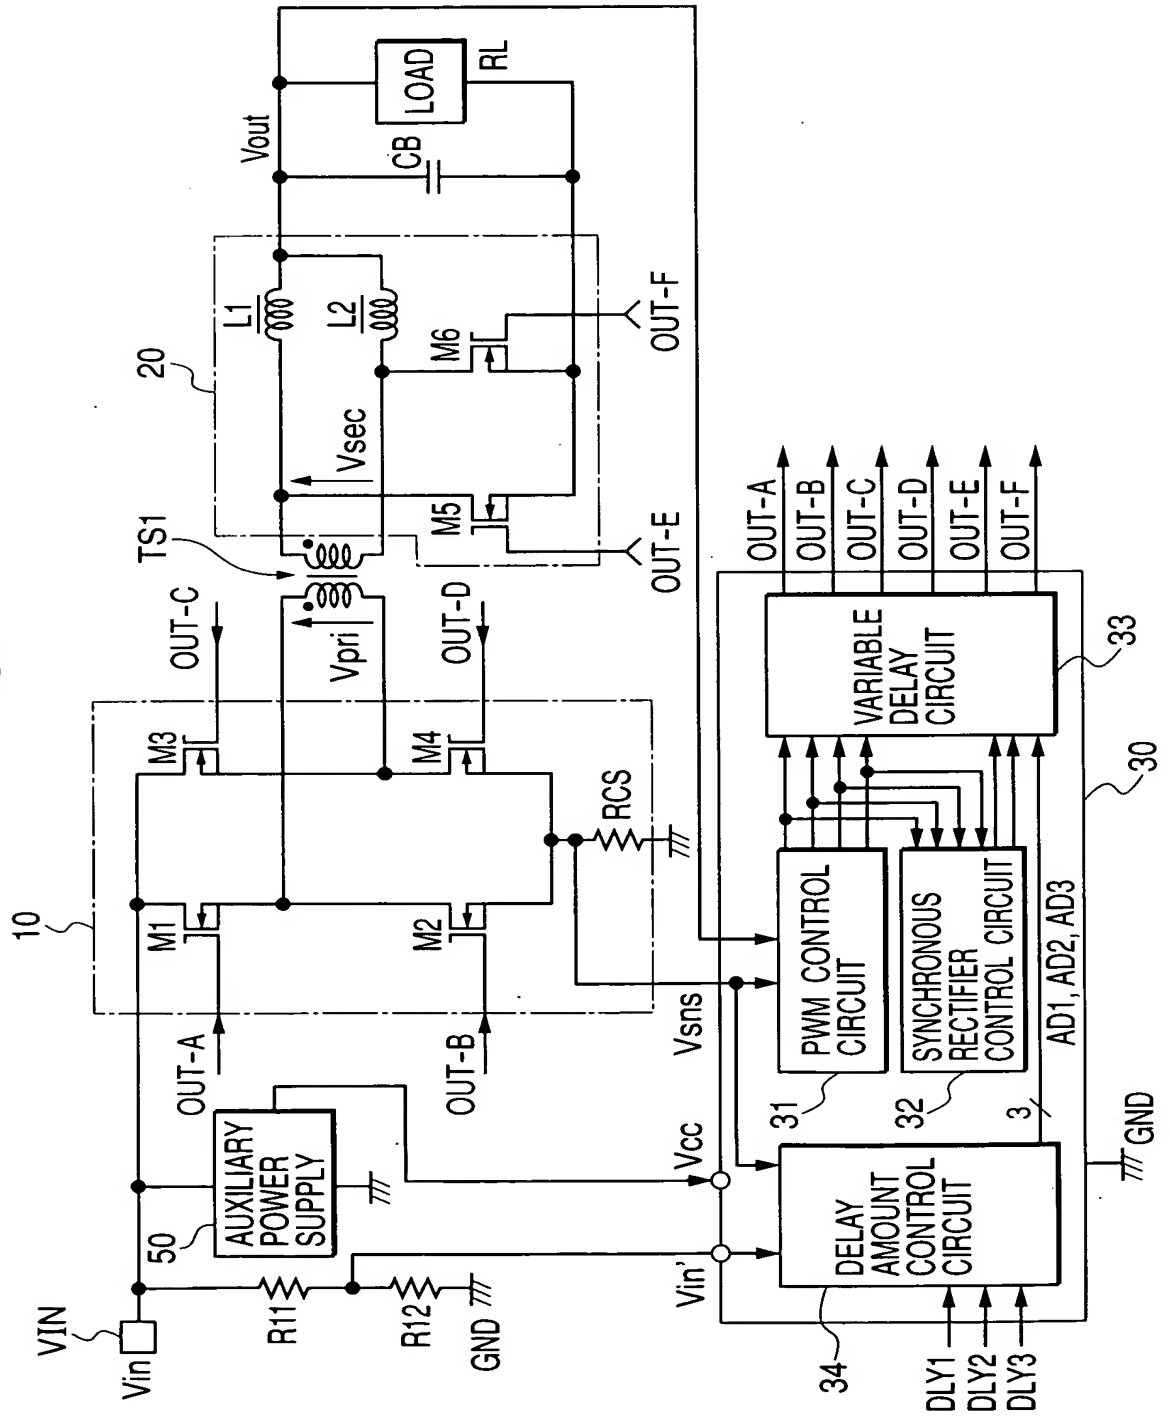 VIN
Vin
R11
R12
GND
50
AUXILIARY
POWER
SUPPLY
10
OUT-A
OUT-B
M1
M2
M3
M4
RCS
OUT-C
OUT-D
Vpri
TS1
20
Vsec
L1
L2
M5
M6
OUT-E
OUT-F
Vout
CB
LOAD
RL
Vin'
Vcc
Vsns
DLY1
DLY2
DLY3
34
DELAY
AMOUNT
CONTROL
CIRCUIT
GND
3
AD1, AD2, AD3
31
PWM CONTROL
CIRCUIT
32
SYNCHRONOUS
RECTIFIER
CONTROL CIRCUIT
30
VARIABLE
DELAY
CIRCUIT
33
OUT-A
OUT-B
OUT-C
OUT-D
OUT-E
OUT-F